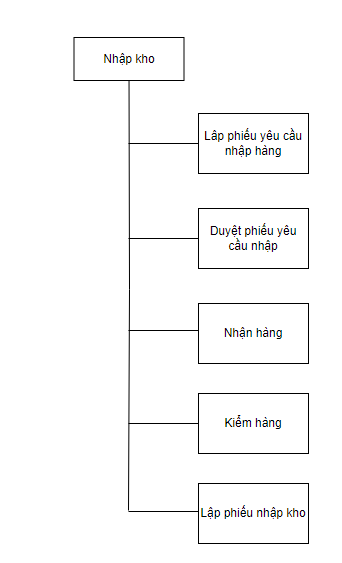 Nhập kho
Lâp phiếu yêu cầu
nhập hàng
Duyệt phiếu yêu
cầu nhập
Nhận hàng
Kiểm hàng
Lập phiếu nhập kho